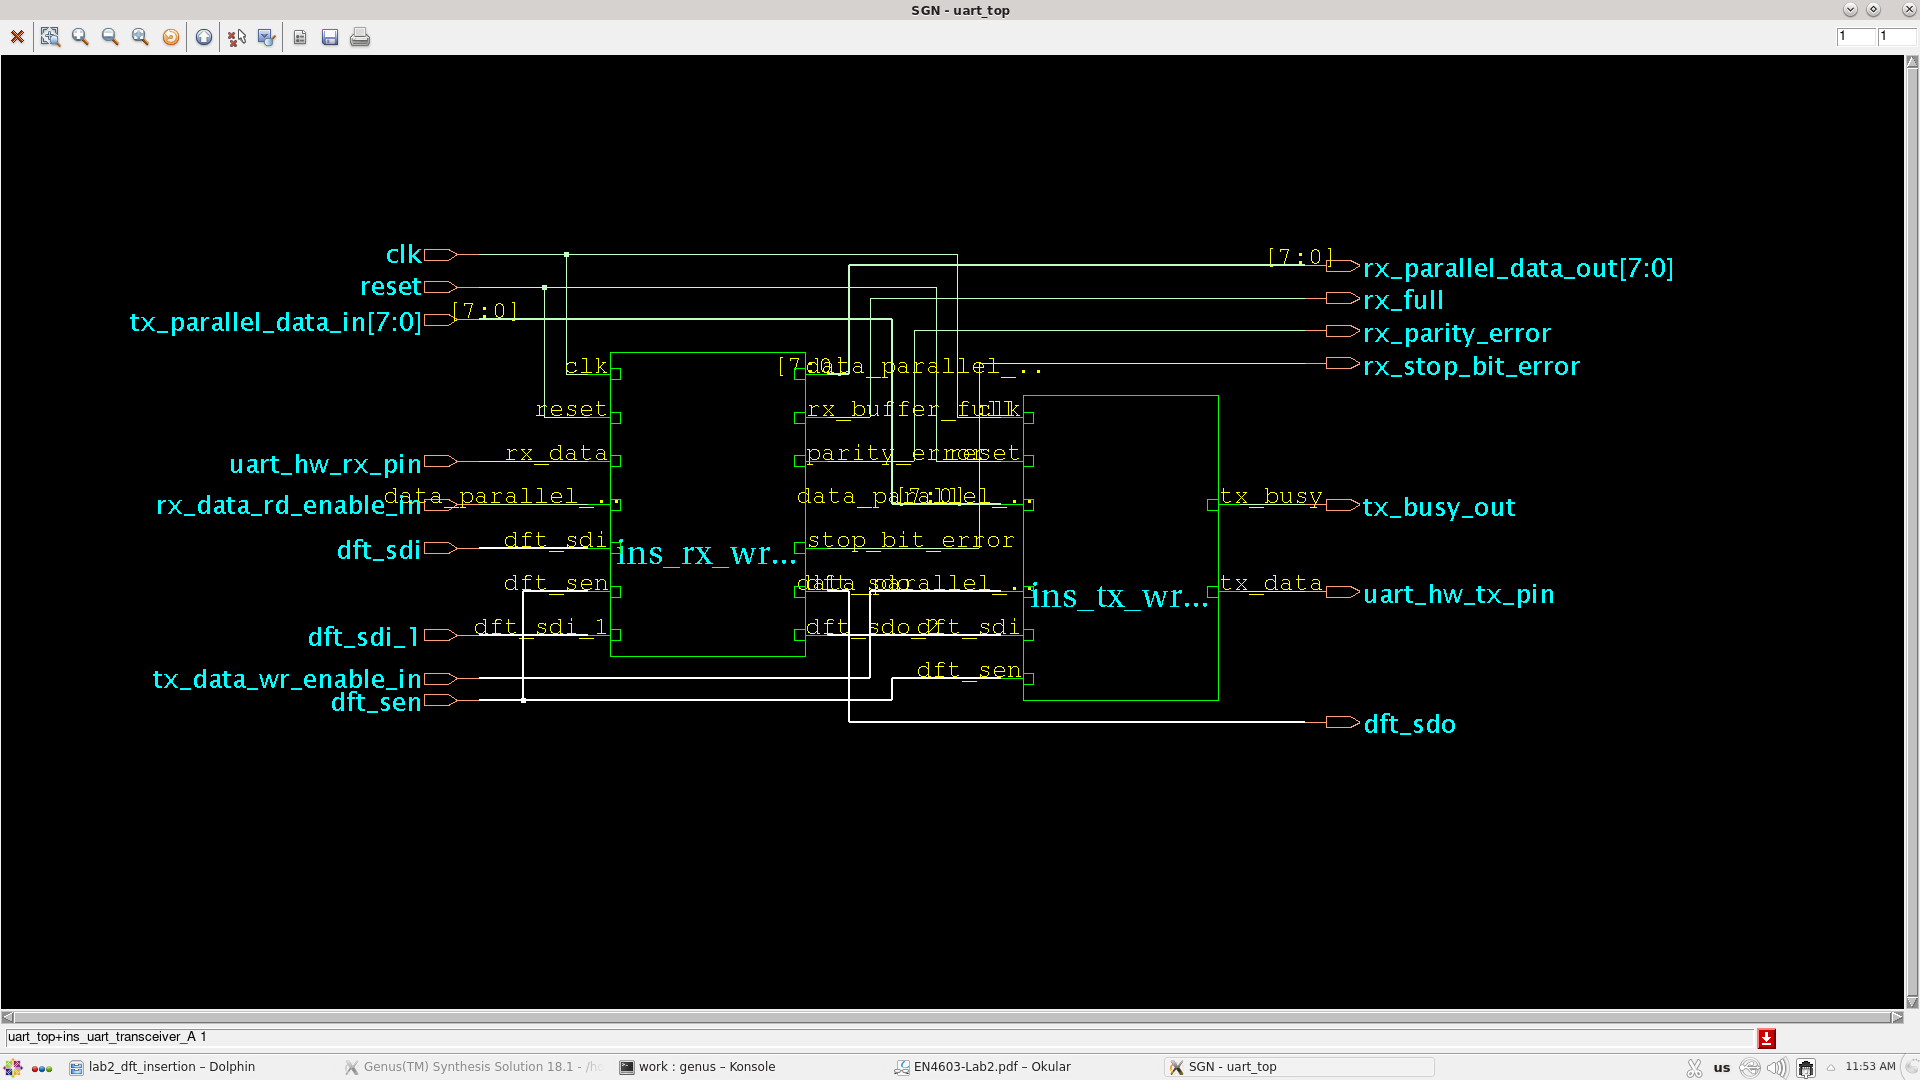 SGN - uart_top
1 1
clk
reset
tx_parallel_data_in[7:0]
[7:0]
[7:0]
rx_parallel_data_out[7:0]
rx_full
rx_parity_error
rx_stop_bit_error
clk
data_parallel_..
reset
rx_buffer_full
clk
uart_hw_rx_pin
rx_data
parity_error
reset
rx_data_rd_enable_in
data_parallel_..
data_parallel_..
[7:0]
tx_busy
tx_busy_out
dft_sdi
dft_sdi
ins_rx_wr...
stop_bit_error
dft_sen
dft_sdo
data_parallel_..
ins_tx_wr...
tx_data
uart_hw_tx_pin
dft_sdi_1
dft_sdi_1
dft_sdo_2
dft_sdi
tx_data_wr_enable_in
dft_sen
dft_sen
dft_sdo
uart_top+ins_uart_transceiver_A 1
lab2_dft_insertion – Dolphin
Genus(TM) Synthesis Solution 18.1 - /ho
work : genus – Konsole
EN4603-Lab2.pdf – Okular
SGN - uart_top
us
11:53 AM